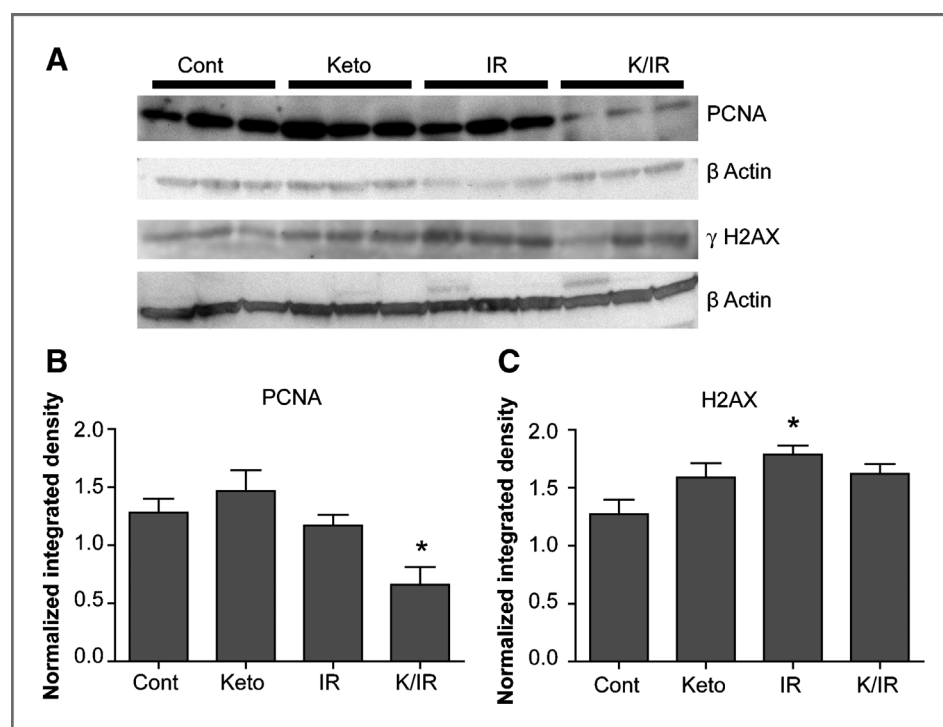 A
Cont Keto IR K/IR
PCNA
β Actin
γ H2AX
β Actin
B
PCNA
Normalized integrated density
2.0
1.5
1.0
0.5
0.0
*
Cont Keto IR K/IR
C
H2AX
Normalized integrated density
2.0
1.5
1.0
0.5
0.0
*
Cont Keto IR K/IR